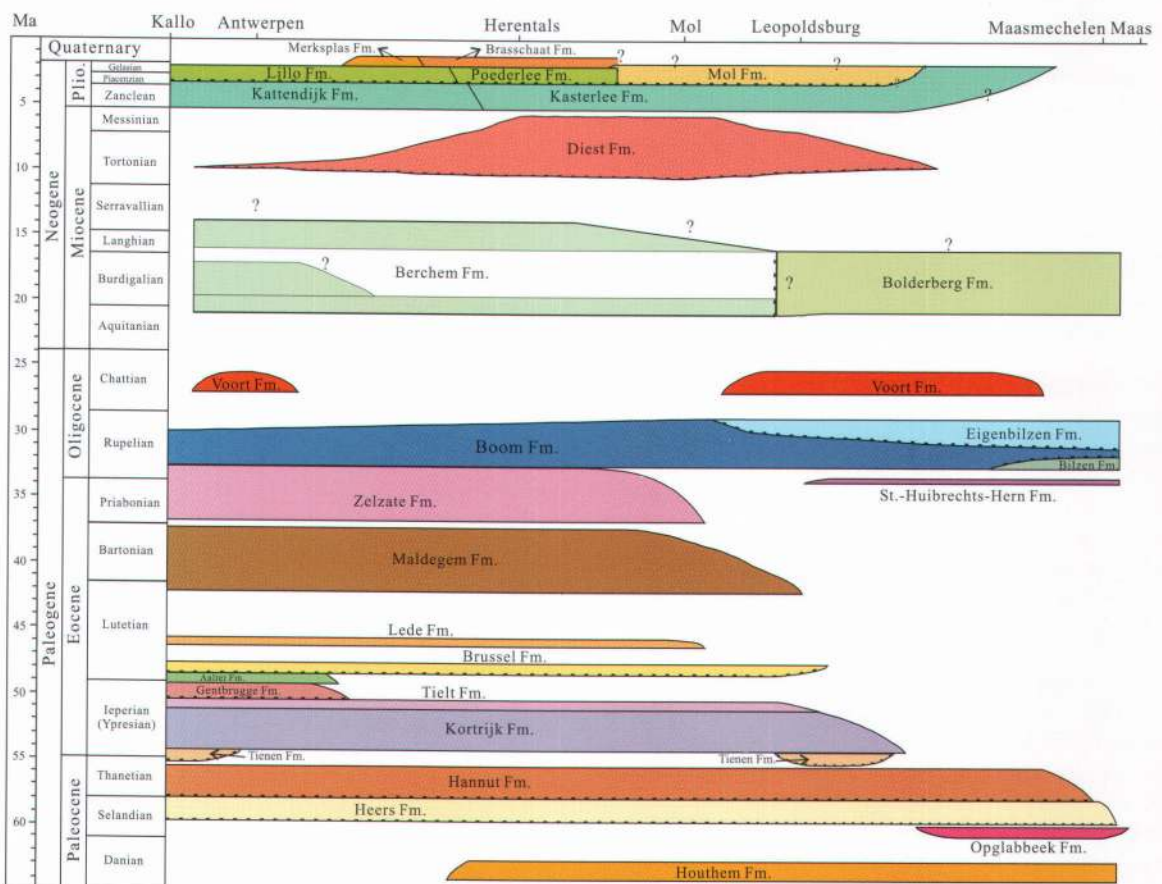 Ma Kallo Antwerpen Herentals Mol Leopoldsburg Maasmechelen Maas
Quaternary
Merksplas Fm. Brasschaat Fm. ?
Neogene
Plio.
Gelasian
Lillo Fm. Poederlee Fm. ? Mol Fm. ?
Piacenzian
Zanclean
Kattendijk Fm. Kasterlee Fm. ?
5
Miocene
Messinian
Diest Fm.
Tortonian
10
Serravallian
? ?
15
Langhian
?
Burdigalian
? Berchem Fm. ? Bolderberg Fm.
20
Aquitanian
Paleogene
25
Oligocene
Chattian
Voort Fm. Voort Fm.
30
Rupelian
Boom Fm. Eigenbilzen Fm.
Bilzen Fm.
Eocene
35
Priabonian
Zelzate Fm. St.-Huibrechts-Hern Fm.
Bartonian
40
Maldegem Fm.
Lutetian
45
Lede Fm.
Brussel Fm.
Aalter Fm.
50
Gentbrugge Fm. Tielt Fm.
Ieperian
(Ypresian)
Kortrijk Fm.
55
Tienen Fm. Tienen Fm.
Paleocene
Thanetian
Hannut Fm.
Selandian
Heers Fm.
60
Opglabbeek Fm.
Danian
Houthem Fm.